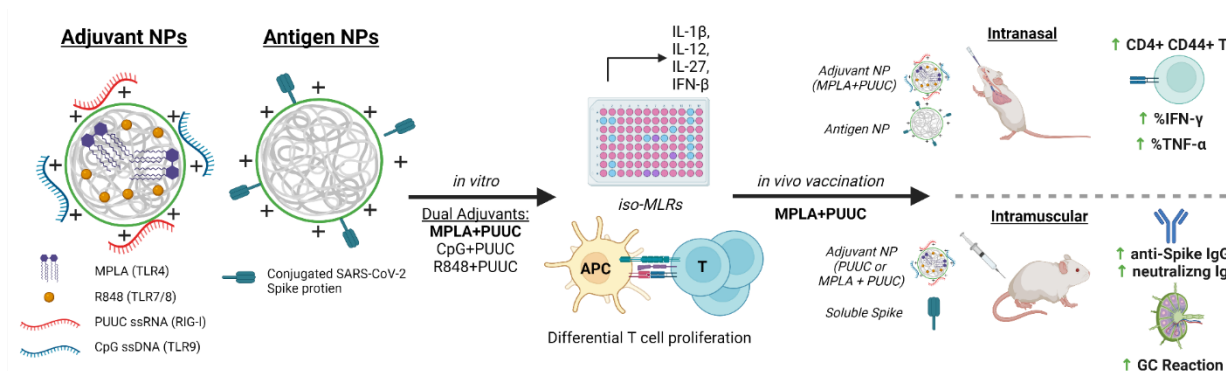 Adjuvant NPs
MPLA (TLR4)
R848 (TLR7/8)
PUUC ssRNA (RIG-I)
CpG ssDNA (TLR9)
Antigen NPs
Conjugated SARS-CoV-2
Spike protien
in vitro
Dual Adjuvants:
MPLA+PUUC
CpG+PUUC
R848+PUUC
IL-1β,
IL-12,
IL-27,
IFN-β
iso-MLRs
APC
T
Differential T cell proliferation
in vivo vaccination
MPLA+PUUC
Intranasal
Adjuvant NP
(MPLA+PUUC)
Antigen NP
↑ CD4+ CD44+ T
↑ %IFN-γ
↑ %TNF-α
Intramuscular
Adjuvant NP
(PUUC or
MPLA + PUUC)
Soluble Spike
↑ anti-Spike IgG
↑ neutralizng Ig
↑ GC Reaction